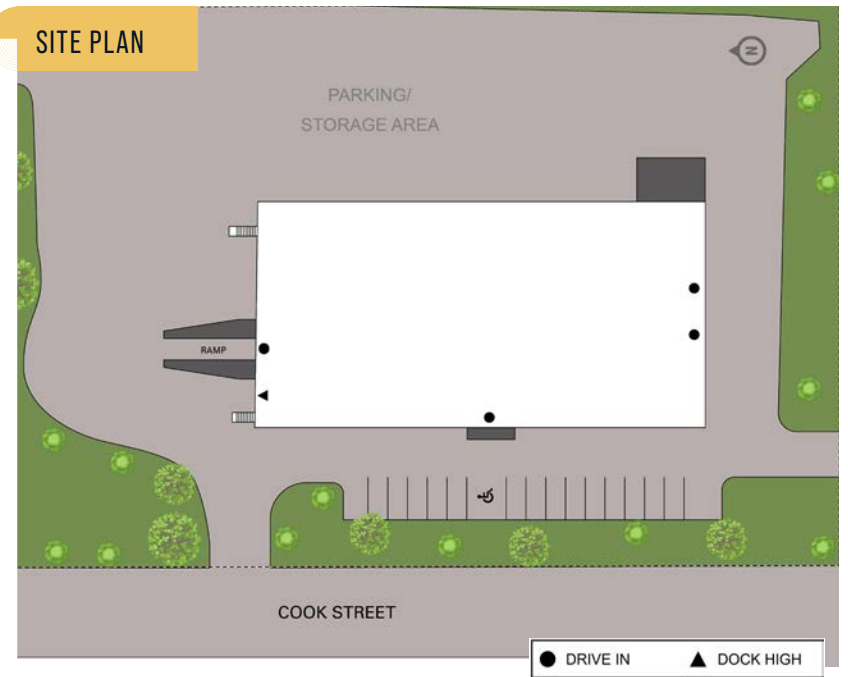 SITE PLAN
N
PARKING/
STORAGE AREA
RAMP
COOK STREET
DRIVE IN
DOCK HIGH